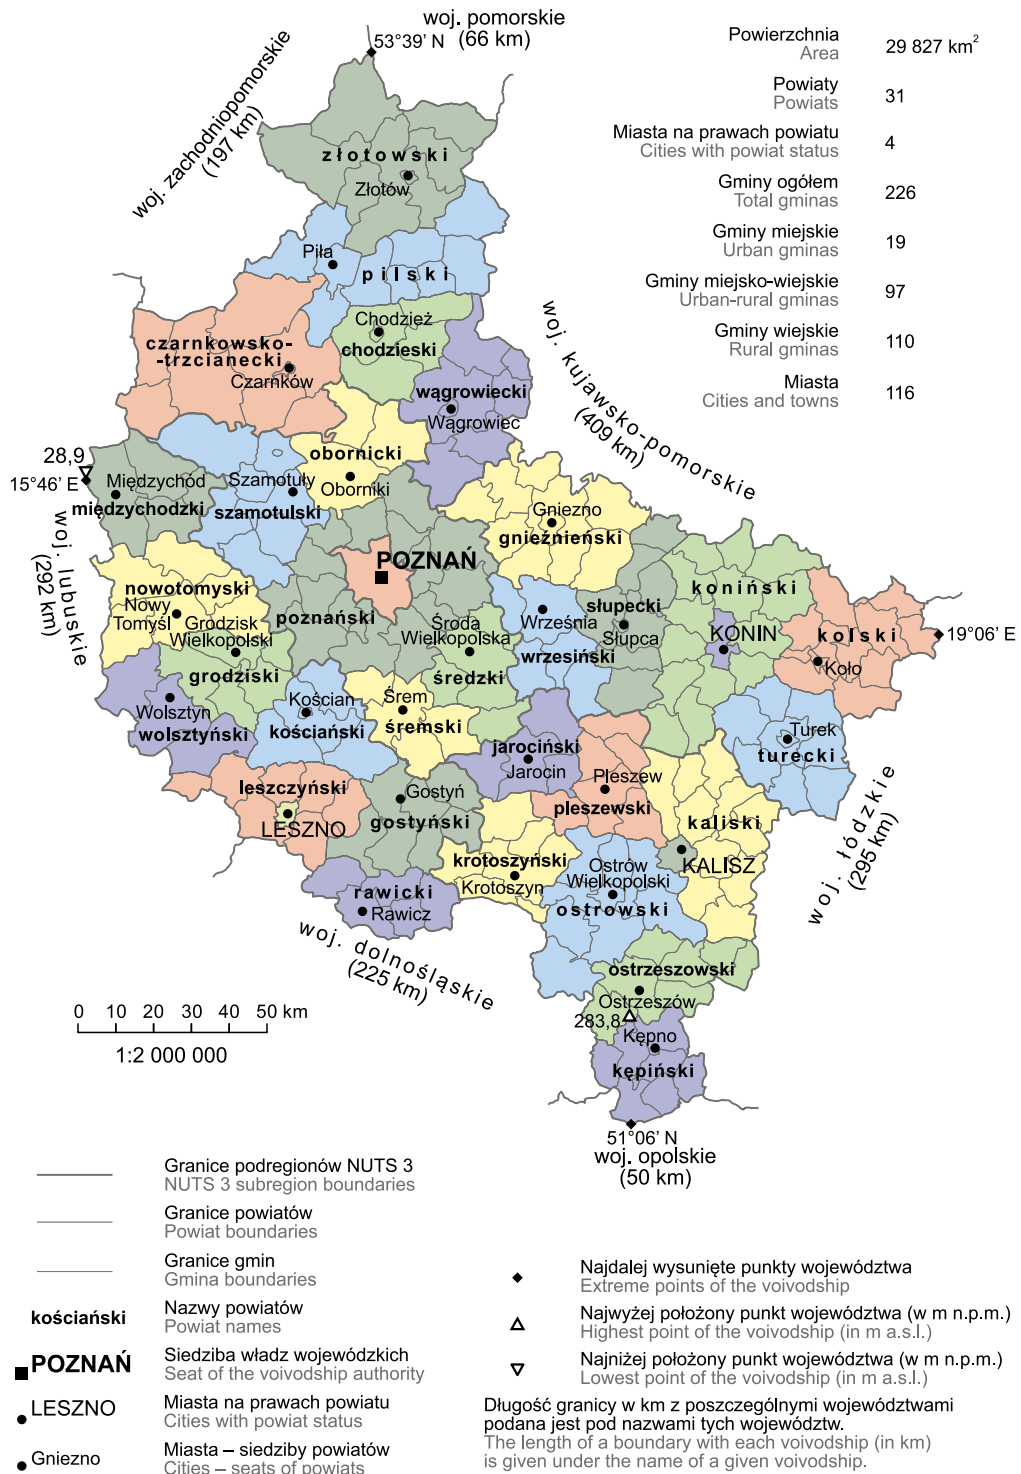 woj. pomorskie
(66 km)
53°39' N
woj. zachodniopomorskie
(197 km)
Powierzchnia
Area
29 827 km²
Powiaty
Powiats
31
Miasta na prawach powiatu
Cities with powiat status
4
Gminy ogółem
Total gminas
226
Gminy miejskie
Urban gminas
19
Gminy miejsko-wiejskie
Urban-rural gminas
97
Gminy wiejskie
Rural gminas
110
Miasta
Cities and towns
116
złotowski
Złotów
Piła
pilski
Chodzież
chodzieski
czarnkowsko-
-trzcianecki
Czarnków
wągrowiecki
Wągrowiec
woj. kujawsko-pomorskie
(409 km)
obornicki
Oborniki
28,9
15°46' E
Międzychód
międzychodzki
Szamotuły
szamotulski
Gniezno
gnieźnieński
woj. lubuskie
(292 km)
POZNAŃ
poznański
nowotomyski
Nowy
Tomyśl
Grodzisk
Wielkopolski
grodziski
Środa
Wielkopolska
średzki
Września
wrzesiński
słupecki
Słupca
koniński
KONIN
kolski
Koło
19°06' E
Wolsztyn
wolsztyński
Kościan
kościański
Śrem
śremski
jarociński
Jarocin
Pleszew
pleszewski
Turek
turecki
leszczyński
LESZNO
Gostyń
gostyński
kaliski
KALISZ
krotoszyński
Krotoszyn
Ostrów
Wielkopolski
ostrowski
woj. łódzkie
(295 km)
rawicki
Rawicz
woj. dolnośląskie
(225 km)
ostrzeszowski
Ostrzeszów
283,8
Kępno
kępiński
51°06' N
woj. opolskie
(50 km)
0 10 20 30 40 50 km
1:2 000 000
Granice podregionów NUTS 3
NUTS 3 subregion boundaries
Granice powiatów
Powiat boundaries
Granice gmin
Gmina boundaries
kościański
Nazwy powiatów
Powiat names
POZNAŃ
Siedziba władz wojewódzkich
Seat of the voivodship authority
LESZNO
Miasta na prawach powiatu
Cities with powiat status
Gniezno
Miasta – siedziby powiatów
Cities – seats of powiats
Najdalej wysunięte punkty województwa
Extreme points of the voivodship
Najwyżej położony punkt województwa (w m n.p.m.)
Highest point of the voivodship (in m a.s.l.)
Najniżej położony punkt województwa (w m n.p.m.)
Lowest point of the voivodship (in m a.s.l.)
Długość granicy w km z poszczególnymi województwami
podana jest pod nazwami tych województw.
The length of a boundary with each voivodship (in km)
is given under the name of a given voivodship.